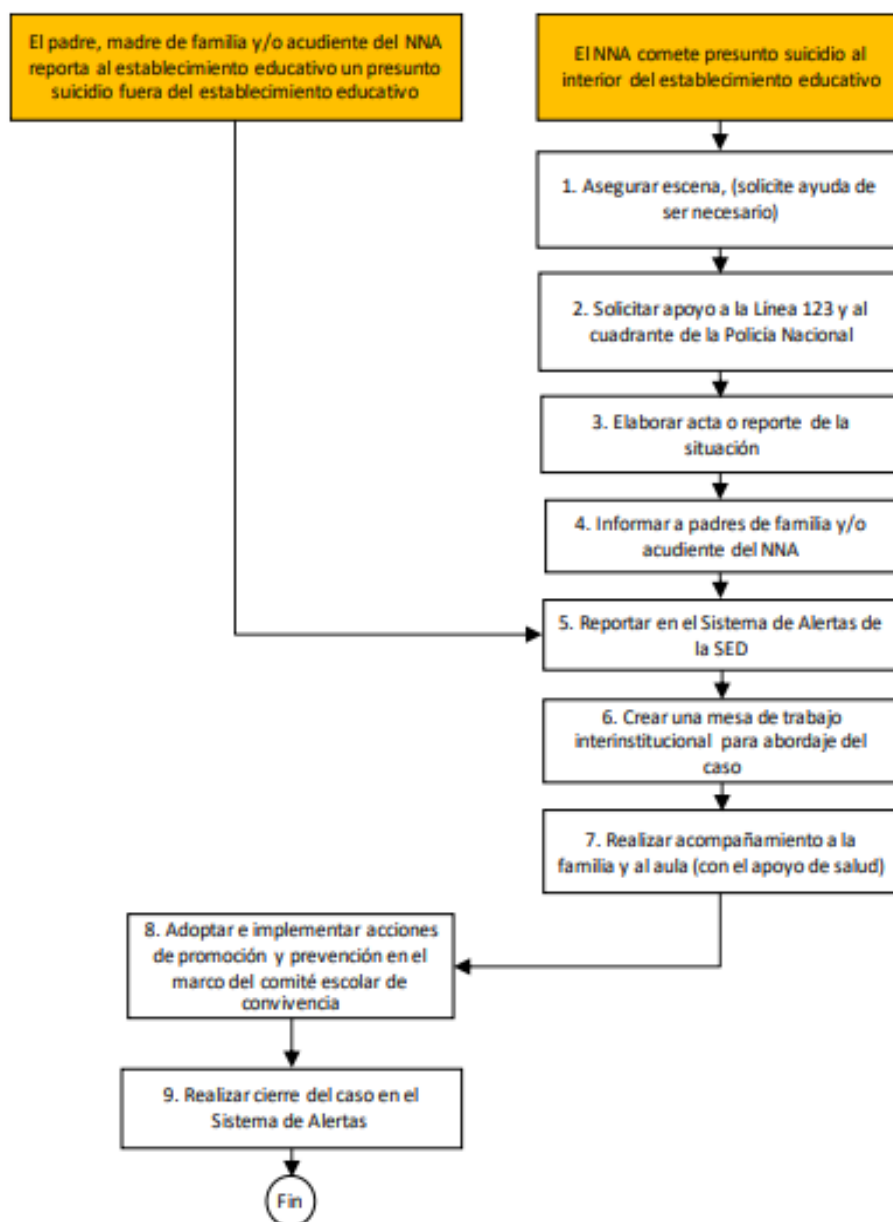 El padre, madre de familia y/o acudiente del NNA
reporta al establecimiento educativo un presunto
suicidio fuera del establecimiento educativo
El NNA comete presunto suicidio al
interior del establecimiento educativo
1. Asegurar escena, (solicite ayuda de
ser necesario)
2. Solicitar apoyo a la Línea 123 y al
cuadrante de la Policía Nacional
3. Elaborar acta o reporte de la
situación
4. Informar a padres de familia y/o
acudiente del NNA
5. Reportar en el Sistema de Alertas de
la SED
6. Crear una mesa de trabajo
interinstitucional para abordaje del
caso
7. Realizar acompañamiento a la
familia y al aula (con el apoyo de salud)
8. Adoptar e implementar acciones
de promoción y prevención en el
marco del comité escolar de
convivencia
9. Realizar cierre del caso en el
Sistema de Alertas
Fin